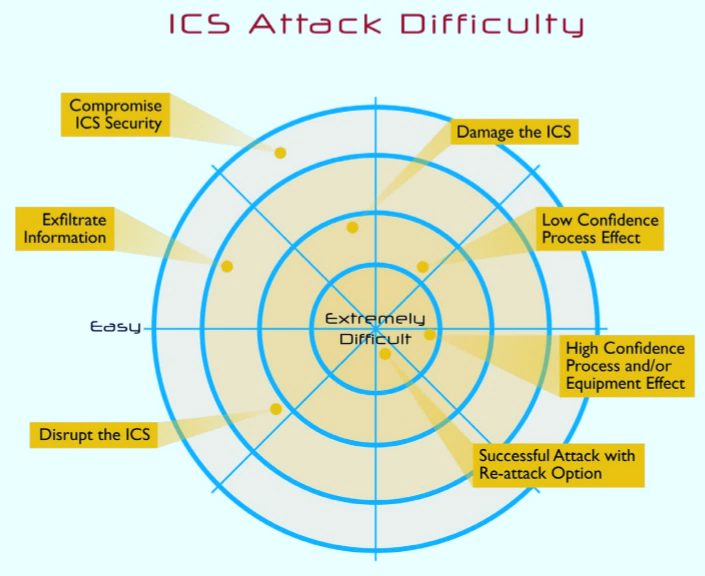 ICS Attack Difficulty
Compromise
ICS Security
Damage the ICS
Exfiltrate
Information
Low Confidence
Process Effect
Easy
Extremely
Difficult
High Confidence
Process and/or
Equipment Effect
Disrupt the ICS
Successful Attack with
Re-attack Option